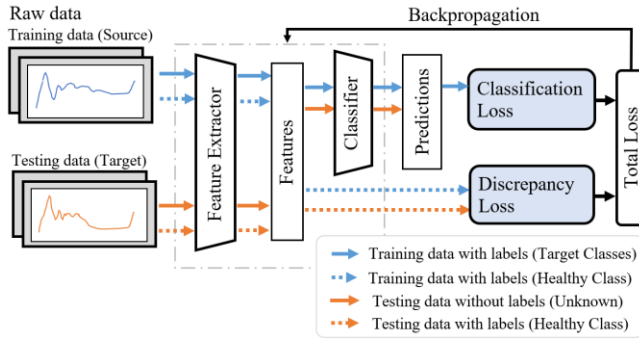 Raw data
Training data (Source)
Backpropagation
Feature Extractor
Features
Classifier
Predictions
Classification
Loss
Total Loss
Testing data (Target)
Discrepancy
Loss
Training data with labels (Target Classes)
Training data with labels (Healthy Class)
Testing data without labels (Unknown)
Testing data with labels (Healthy Class)